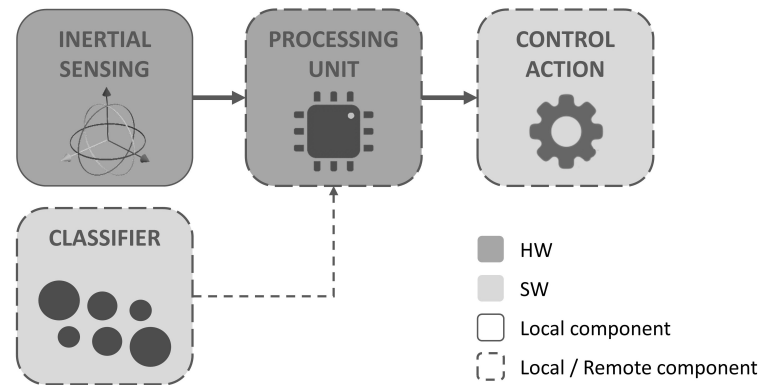 INERTIAL
SENSING
PROCESSING
UNIT
CONTROL
ACTION
CLASSIFIER
HW
SW
Local component
Local / Remote component